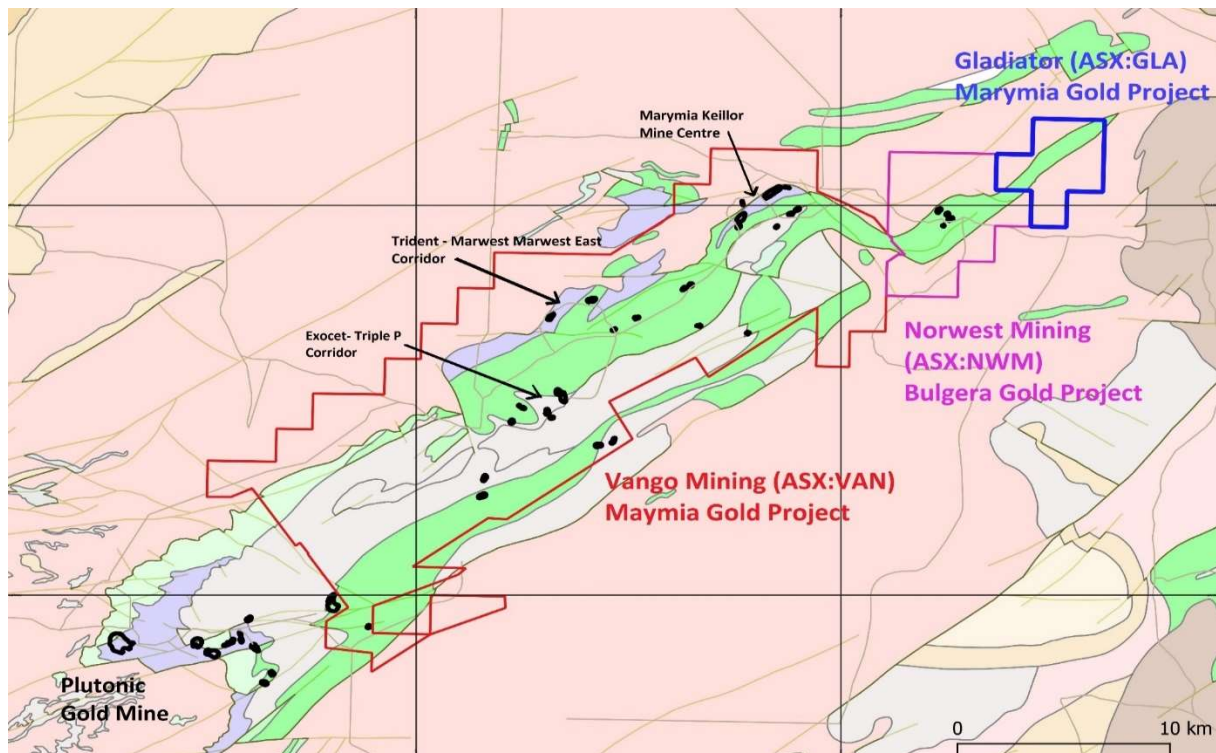 Gladiator (ASX:GLA)
Marymia Gold Project
Marymia Keillor
Mine Centre
Trident - Marwest Marwest East
Corridor
Exocet- Triple P
Corridor
Norwest Mining
(ASX:NWM)
Bulgera Gold Project
Vango Mining (ASX:VAN)
Maymia Gold Project
Plutonic
Gold Mine
0 10 km